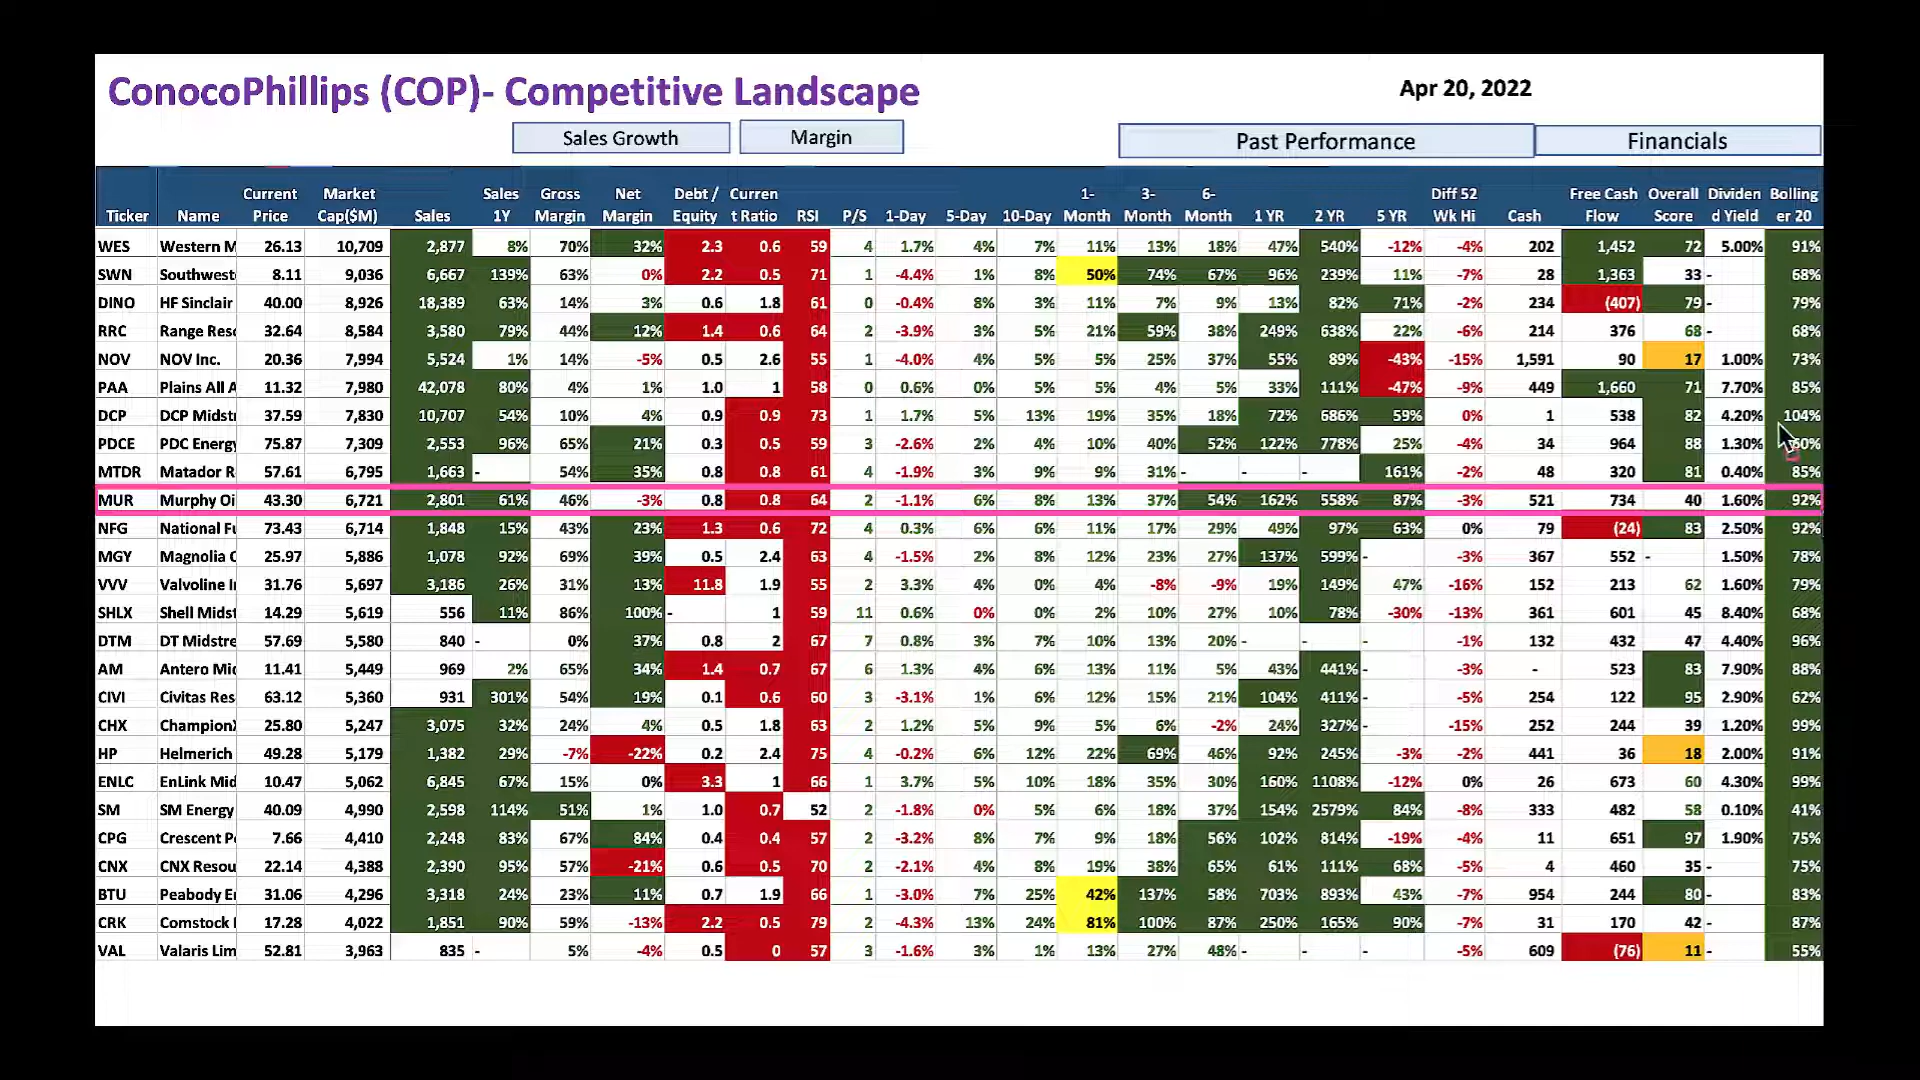 ConocoPhillips (COP)- Competitive Landscape
Apr 20, 2022
Sales Growth Margin Past Performance Financials
Ticker Name Current Price Market Cap($M) Sales Sales 1Y Gross Margin Net Margin Debt / Equity Curren t Ratio RSI P/S 1-Day 5-Day 10-Day 1- Month 3- Month 6- Month 1 YR 2 YR 5 YR Diff 52 Wk Hi Cash Free Cash Flow Overall Score Dividen d Yield Bolling er 20
WES Western M 26.13 10,709 2,877 8% 70% 32% 2.3 0.6 59 4 1.7% 4% 7% 11% 13% 18% 47% 540% -12% -4% 202 1,452 72 5.00% 91%
SWN Southwest 8.11 9,036 6,667 139% 63% 0% 2.2 0.5 71 1 -4.4% 1% 8% 50% 74% 67% 96% 239% 11% -7% 28 1,363 33 - 68%
DINO HF Sinclair 40.00 8,926 18,389 63% 14% 3% 0.6 1.8 61 0 -0.4% 8% 3% 11% 7% 9% 13% 82% 71% -2% 234 (407) 79 - 79%
RRC Range Reso 32.64 8,584 3,580 79% 44% 12% 1.4 0.6 64 2 -3.9% 3% 5% 21% 59% 38% 249% 638% 22% -6% 214 376 68 - 68%
NOV NOV Inc. 20.36 7,994 5,524 1% 14% -5% 0.5 2.6 55 1 -4.0% 4% 5% 5% 25% 37% 55% 89% -43% -15% 1,591 90 17 1.00% 73%
PAA Plains All A 11.32 7,980 42,078 80% 4% 1% 1.0 1 58 0 0.6% 0% 5% 5% 4% 5% 33% 111% -47% -9% 449 1,660 71 7.70% 85%
DCP DCP Midstr 37.59 7,830 10,707 54% 10% 4% 0.9 0.9 73 1 1.7% 5% 13% 19% 35% 18% 72% 686% 59% 0% 1 538 82 4.20% 104%
PDCE PDC Energy 75.87 7,309 2,553 96% 65% 21% 0.3 0.5 59 3 -2.6% 2% 4% 10% 40% 52% 122% 778% 25% -4% 34 964 88 1.30%
MTDR Matador R 57.61 6,795 1,663 - 54% 35% 0.8 0.8 61 4 -1.9% 3% 9% 9% 31% - - - 161% -2% 48 320 81 0.40% 85%
MUR Murphy Oi 43.30 6,721 2,801 61% 46% -3% 0.8 0.8 64 2 -1.1% 6% 8% 13% 37% 54% 162% 558% 87% -3% 521 734 40 1.60% 92%
NFG National Fu 73.43 6,714 1,848 15% 43% 23% 1.3 0.6 72 4 0.3% 6% 6% 11% 17% 29% 49% 97% 63% 0% 79 (24) 83 2.50% 92%
MGY Magnolia O 25.97 5,886 1,078 92% 69% 39% 0.5 2.4 63 4 -1.5% 2% 8% 12% 23% 27% 137% 599% - -3% 367 552 - 1.50% 78%
VVV Valvoline I 31.76 5,697 3,186 26% 31% 13% 11.8 1.9 55 2 3.3% 4% 0% 4% -8% -9% 19% 149% 47% -16% 152 213 62 1.60% 79%
SHLX Shell Midst 14.29 5,619 556 11% 86% 100% - 1 59 11 0.6% 0% 0% 2% 10% 27% 10% 78% -30% -13% 361 601 45 8.40% 68%
DTM DT Midstre 57.69 5,580 840 - 0% 37% 0.8 2 67 7 0.8% 3% 7% 10% 13% 20% - - - -1% 132 432 47 4.40% 96%
AM Antero Mid 11.41 5,449 969 2% 65% 34% 1.4 0.7 67 6 1.3% 4% 6% 13% 11% 5% 43% 441% - -3% - 523 83 7.90% 88%
CIVI Civitas Res 63.12 5,360 931 301% 54% 19% 0.1 0.6 60 3 -3.1% 1% 6% 12% 15% 21% 104% 411% - -5% 254 122 95 2.90% 62%
CHX ChampionX 25.80 5,247 3,075 32% 24% 4% 0.5 1.8 63 2 1.2% 5% 9% 5% 6% -2% 24% 327% - -15% 252 244 39 1.20% 99%
HP Helmerich 49.28 5,179 1,382 29% -7% -22% 0.2 2.4 75 4 -0.2% 6% 12% 22% 69% 46% 92% 245% -3% -2% 441 36 18 2.00% 91%
ENLC EnLink Mid 10.47 5,062 6,845 67% 15% 0% 3.3 1 66 1 3.7% 5% 10% 18% 35% 30% 160% 1108% -12% 0% 26 673 60 4.30% 99%
SM SM Energy 40.09 4,990 2,598 114% 51% 1% 1.0 0.7 52 2 -1.8% 0% 5% 6% 18% 37% 154% 2579% 84% -8% 333 482 58 0.10% 41%
CPG Crescent Po 7.66 4,410 2,248 83% 67% 84% 0.4 0.4 57 2 -3.2% 8% 7% 9% 18% 56% 102% 814% -19% -4% 11 651 97 1.90% 75%
CNX CNX Resou 22.14 4,388 2,390 95% 57% -21% 0.6 0.5 70 2 -2.1% 4% 8% 19% 38% 65% 61% 111% 68% -5% 4 460 35 - 75%
BTU Peabody E 31.06 4,296 3,318 24% 23% 11% 0.7 1.9 66 1 -3.0% 7% 25% 42% 137% 58% 703% 893% 43% -7% 954 244 80 - 83%
CRK Comstock 17.28 4,022 1,851 90% 59% -13% 2.2 0.5 79 2 -4.3% 13% 24% 81% 100% 87% 250% 165% 90% -7% 31 170 42 - 87%
VAL Valaris Lim 52.81 3,963 835 - 5% -4% 0.5 0 57 3 -1.6% 3% 1% 13% 27% 48% - - - -5% 609 (76) 11 - 55%